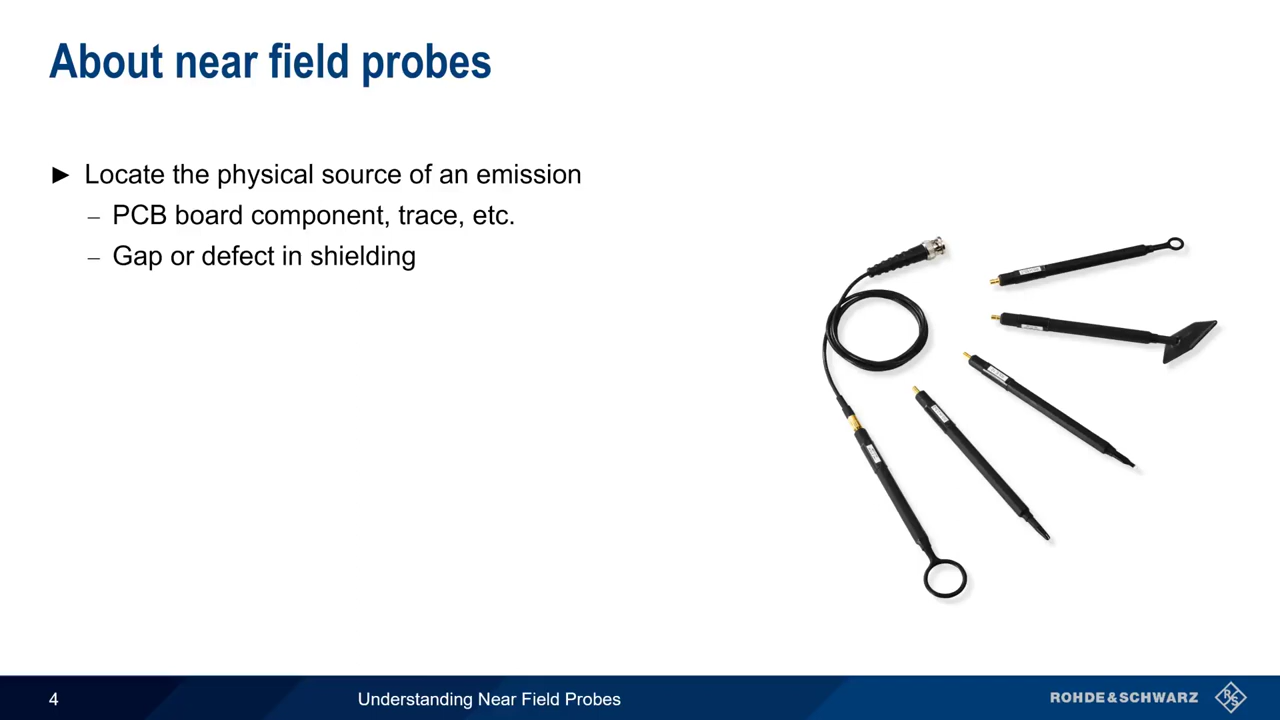 About near field probes
► Locate the physical source of an emission
– PCB board component, trace, etc.
– Gap or defect in shielding
4
Understanding Near Field Probes
ROHDE & SCHWARZ
R S